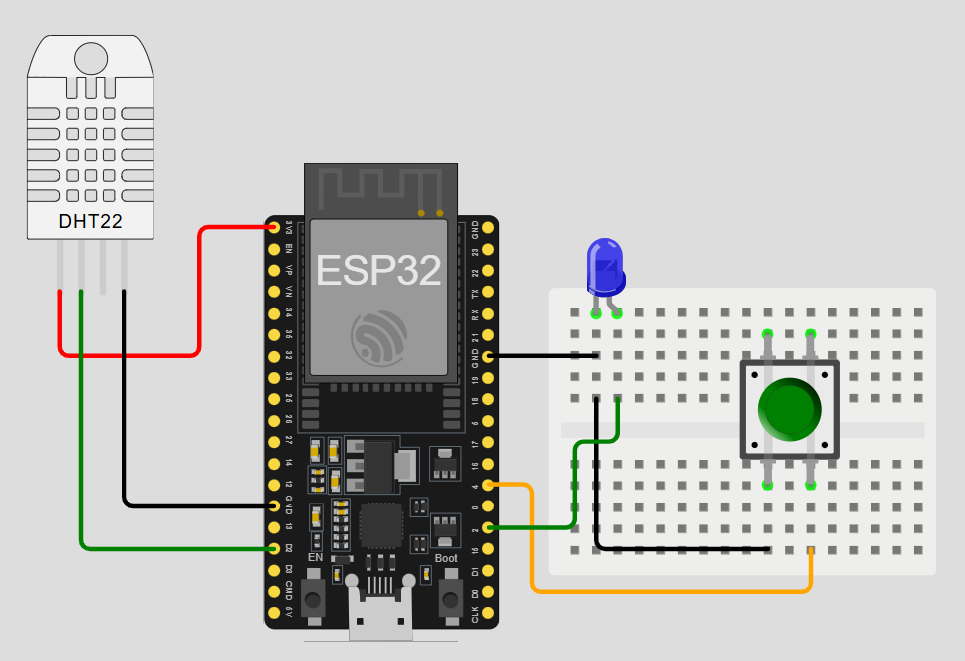 DHT22
ESP32
3V3
EN
VP
VN
34
35
32
33
25
26
27
14
12
GND
13
D2
D3
CMD
5V
GND
23
22
TX
RX
21
GND
19
18
5
17
16
4
0
2
15
D1
D0
CLK
EN
Boot